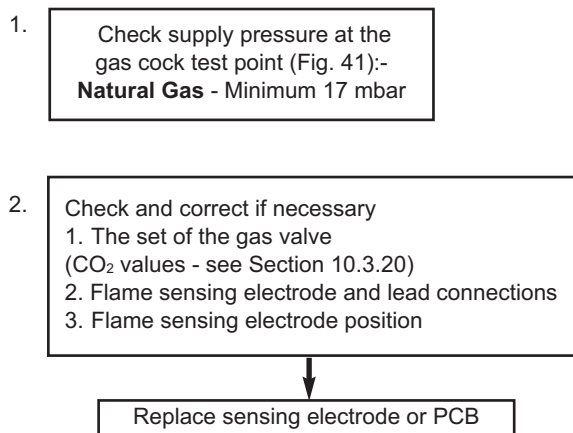 1.
Check supply pressure at the
gas cock test point (Fig. 41):-
Natural Gas - Minimum 17 mbar
2.
Check and correct if necessary
1. The set of the gas valve
(CO₂ values - see Section 10.3.20)
2. Flame sensing electrode and lead connections
3. Flame sensing electrode position
Replace sensing electrode or PCB